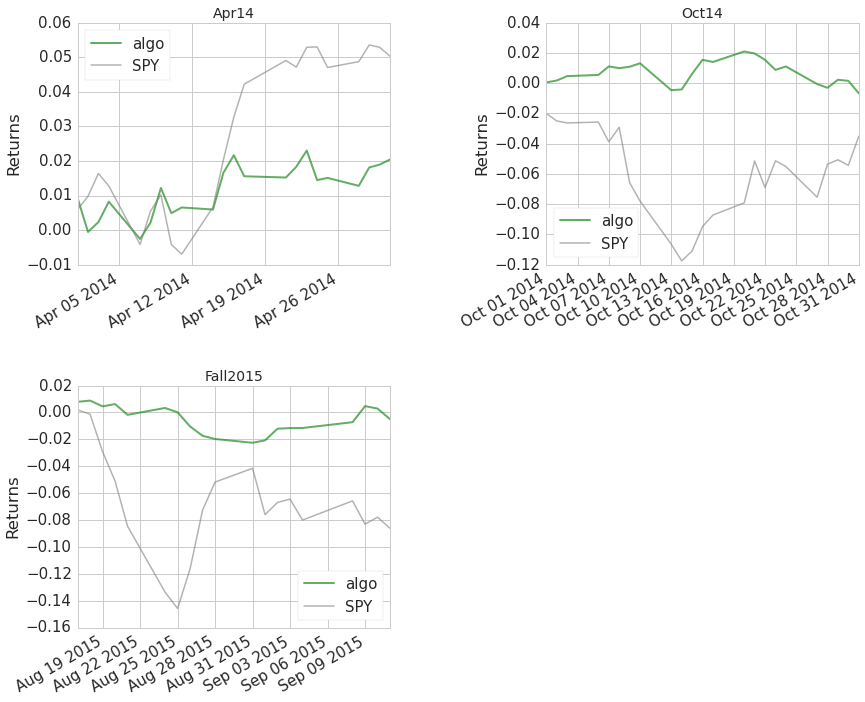 Apr14
0.06
0.05
0.04
0.03
0.02
0.01
0.00
−0.01
Returns
algo
SPY
Apr 05 2014
Apr 12 2014
Apr 19 2014
Apr 26 2014
Oct14
0.04
0.02
0.00
−0.02
−0.04
−0.06
−0.08
−0.10
−0.12
Returns
algo
SPY
Oct 01 2014
Oct 04 2014
Oct 07 2014
Oct 10 2014
Oct 13 2014
Oct 16 2014
Oct 19 2014
Oct 22 2014
Oct 25 2014
Oct 28 2014
Oct 31 2014
Fall2015
0.02
0.00
−0.02
−0.04
−0.06
−0.08
−0.10
−0.12
−0.14
−0.16
Returns
algo
SPY
Aug 19 2015
Aug 22 2015
Aug 25 2015
Aug 28 2015
Aug 31 2015
Sep 03 2015
Sep 06 2015
Sep 09 2015